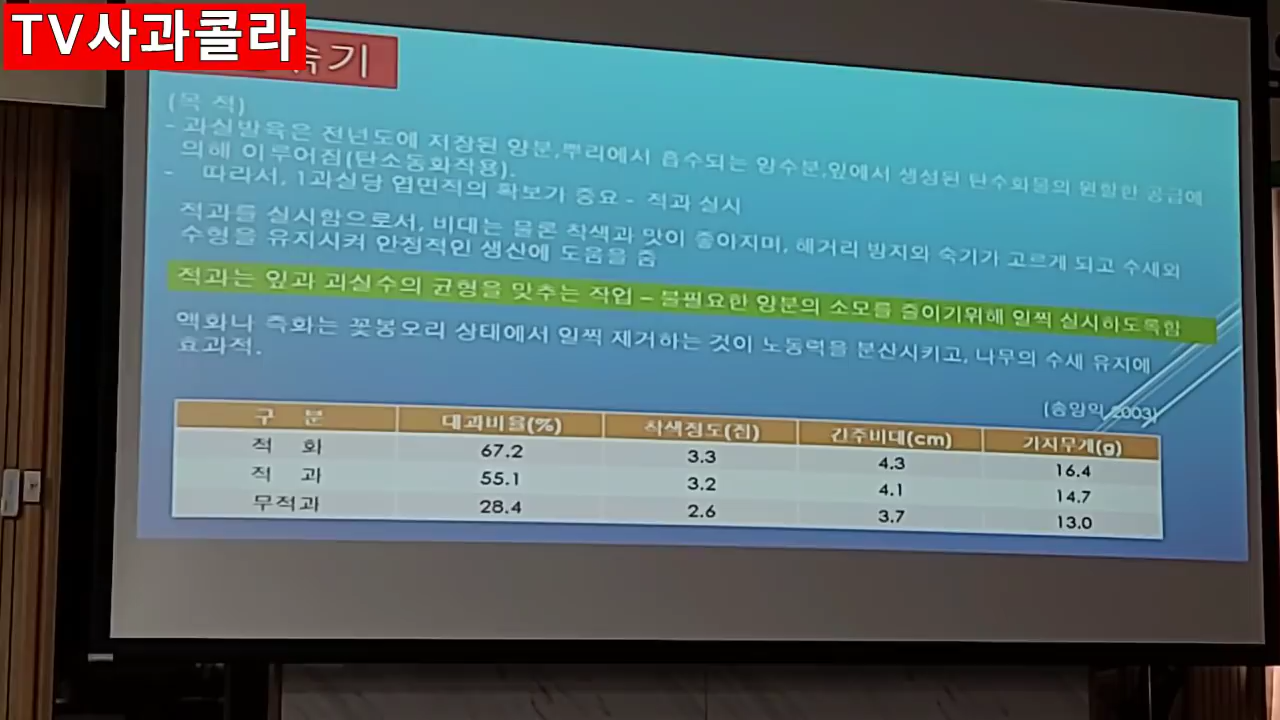 TV사과콜라
솎기
(목 적)
- 과실발육은 전년도에 저장된 양분,뿌리에서 흡수되는 양수분,잎에서 생성된 탄수화물의 원할한 공급에
의해 이루어짐(탄소동화작용).
- 따라서, 1과실당 엽면적의 확보가 중요 - 적과 실시
적과를 실시함으로서, 비대는 물론 착색과 맛이 좋아지며, 해거리 방지와 숙기가 고르게 되고 수세와
수형을 유지시켜 안정적인 생산에 도움을 줌
적과는 잎과 과실수의 균형을 맞추는 작업 – 불필요한 양분의 소모를 줄이기위해 일찍 실시하도록함
액화나 측화는 꽃봉오리 상태에서 일찍 제거하는 것이 노동력을 분산시키고, 나무의 수세 유지에
효과적.
2003)
구 분 대과비율(%) 착색정도(점) 간주비대(cm) 가지무게(g)
적 화 67.2 3.3 4.3 16.4
적 과 55.1 3.2 4.1 14.7
무적과 28.4 2.6 3.7 13.0